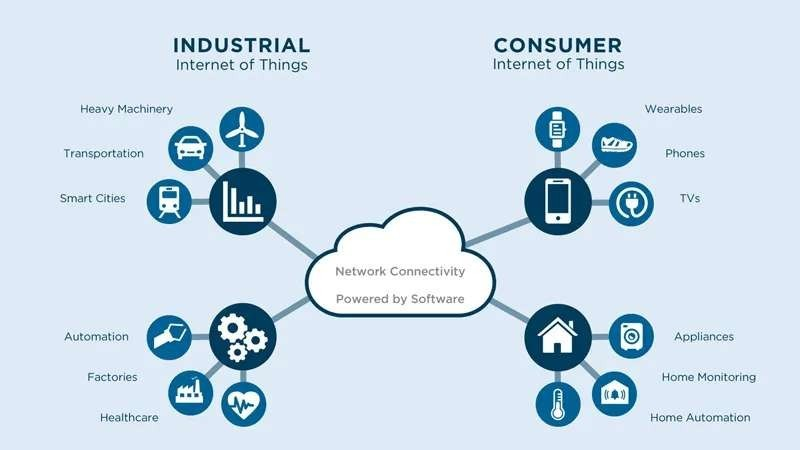 INDUSTRIAL
Internet of Things
CONSUMER
Internet of Things
Heavy Machinery
Transportation
Smart Cities
Wearables
Phones
TVs
Network Connectivity
Powered by Software
Automation
Factories
Healthcare
Appliances
Home Monitoring
Home Automation